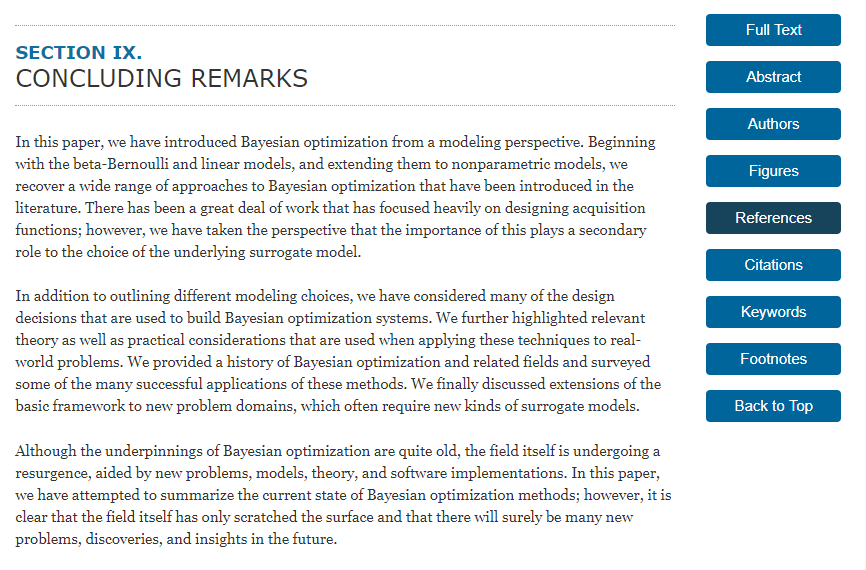 SECTION IX.
CONCLUDING REMARKS
In this paper, we have introduced Bayesian optimization from a modeling perspective. Beginning
with the beta-Bernoulli and linear models, and extending them to nonparametric models, we
recover a wide range of approaches to Bayesian optimization that have been introduced in the
literature. There has been a great deal of work that has focused heavily on designing acquisition
functions; however, we have taken the perspective that the importance of this plays a secondary
role to the choice of the underlying surrogate model.
In addition to outlining different modeling choices, we have considered many of the design
decisions that are used to build Bayesian optimization systems. We further highlighted relevant
theory as well as practical considerations that are used when applying these techniques to real-
world problems. We provided a history of Bayesian optimization and related fields and surveyed
some of the many successful applications of these methods. We finally discussed extensions of the
basic framework to new problem domains, which often require new kinds of surrogate models.
Although the underpinnings of Bayesian optimization are quite old, the field itself is undergoing a
resurgence, aided by new problems, models, theory, and software implementations. In this paper,
we have attempted to summarize the current state of Bayesian optimization methods; however, it is
clear that the field itself has only scratched the surface and that there will surely be many new
problems, discoveries, and insights in the future.
Full Text
Abstract
Authors
Figures
References
Citations
Keywords
Footnotes
Back to Top